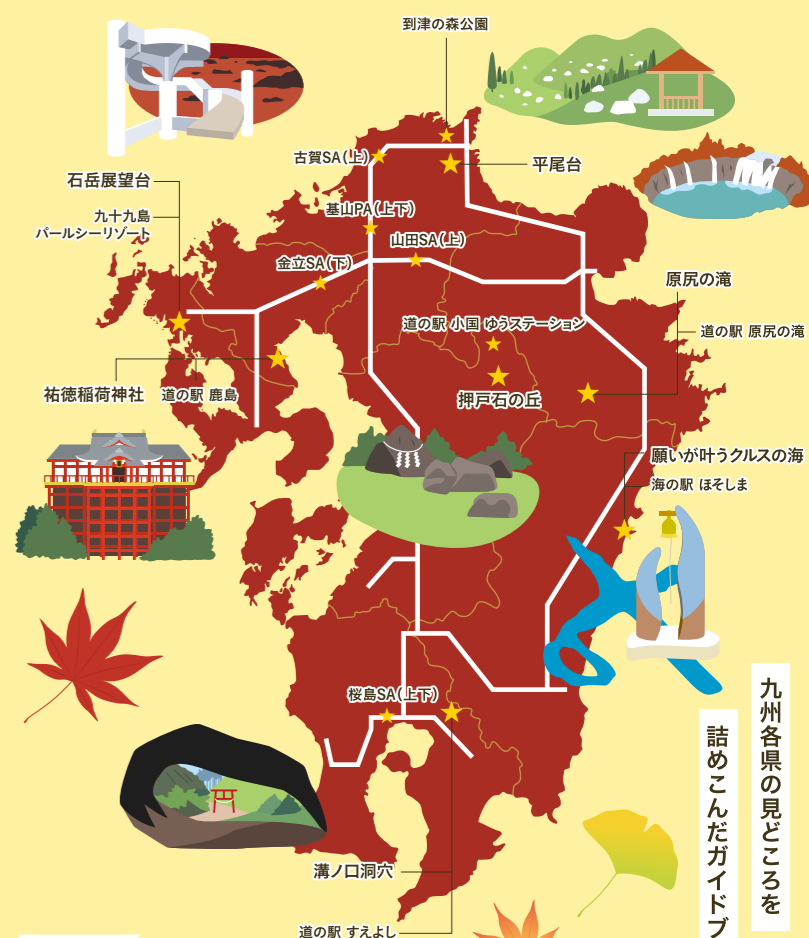 到津の森公園
古賀SA(上)
平尾台
石岳展望台
九十九島
パールシーリゾート
基山PA(上下)
山田SA(上)
金立SA(下)
原尻の滝
道の駅 原尻の滝
道の駅 小国 ゆうステーション
押戸石の丘
祐徳稲荷神社
道の駅 鹿島
願いが叶うクルスの海
海の駅 ほそしま
桜島SA(上下)
溝ノ口洞穴
道の駅 すえよし
九州各県の見どころを
詰めこんだガイドブ